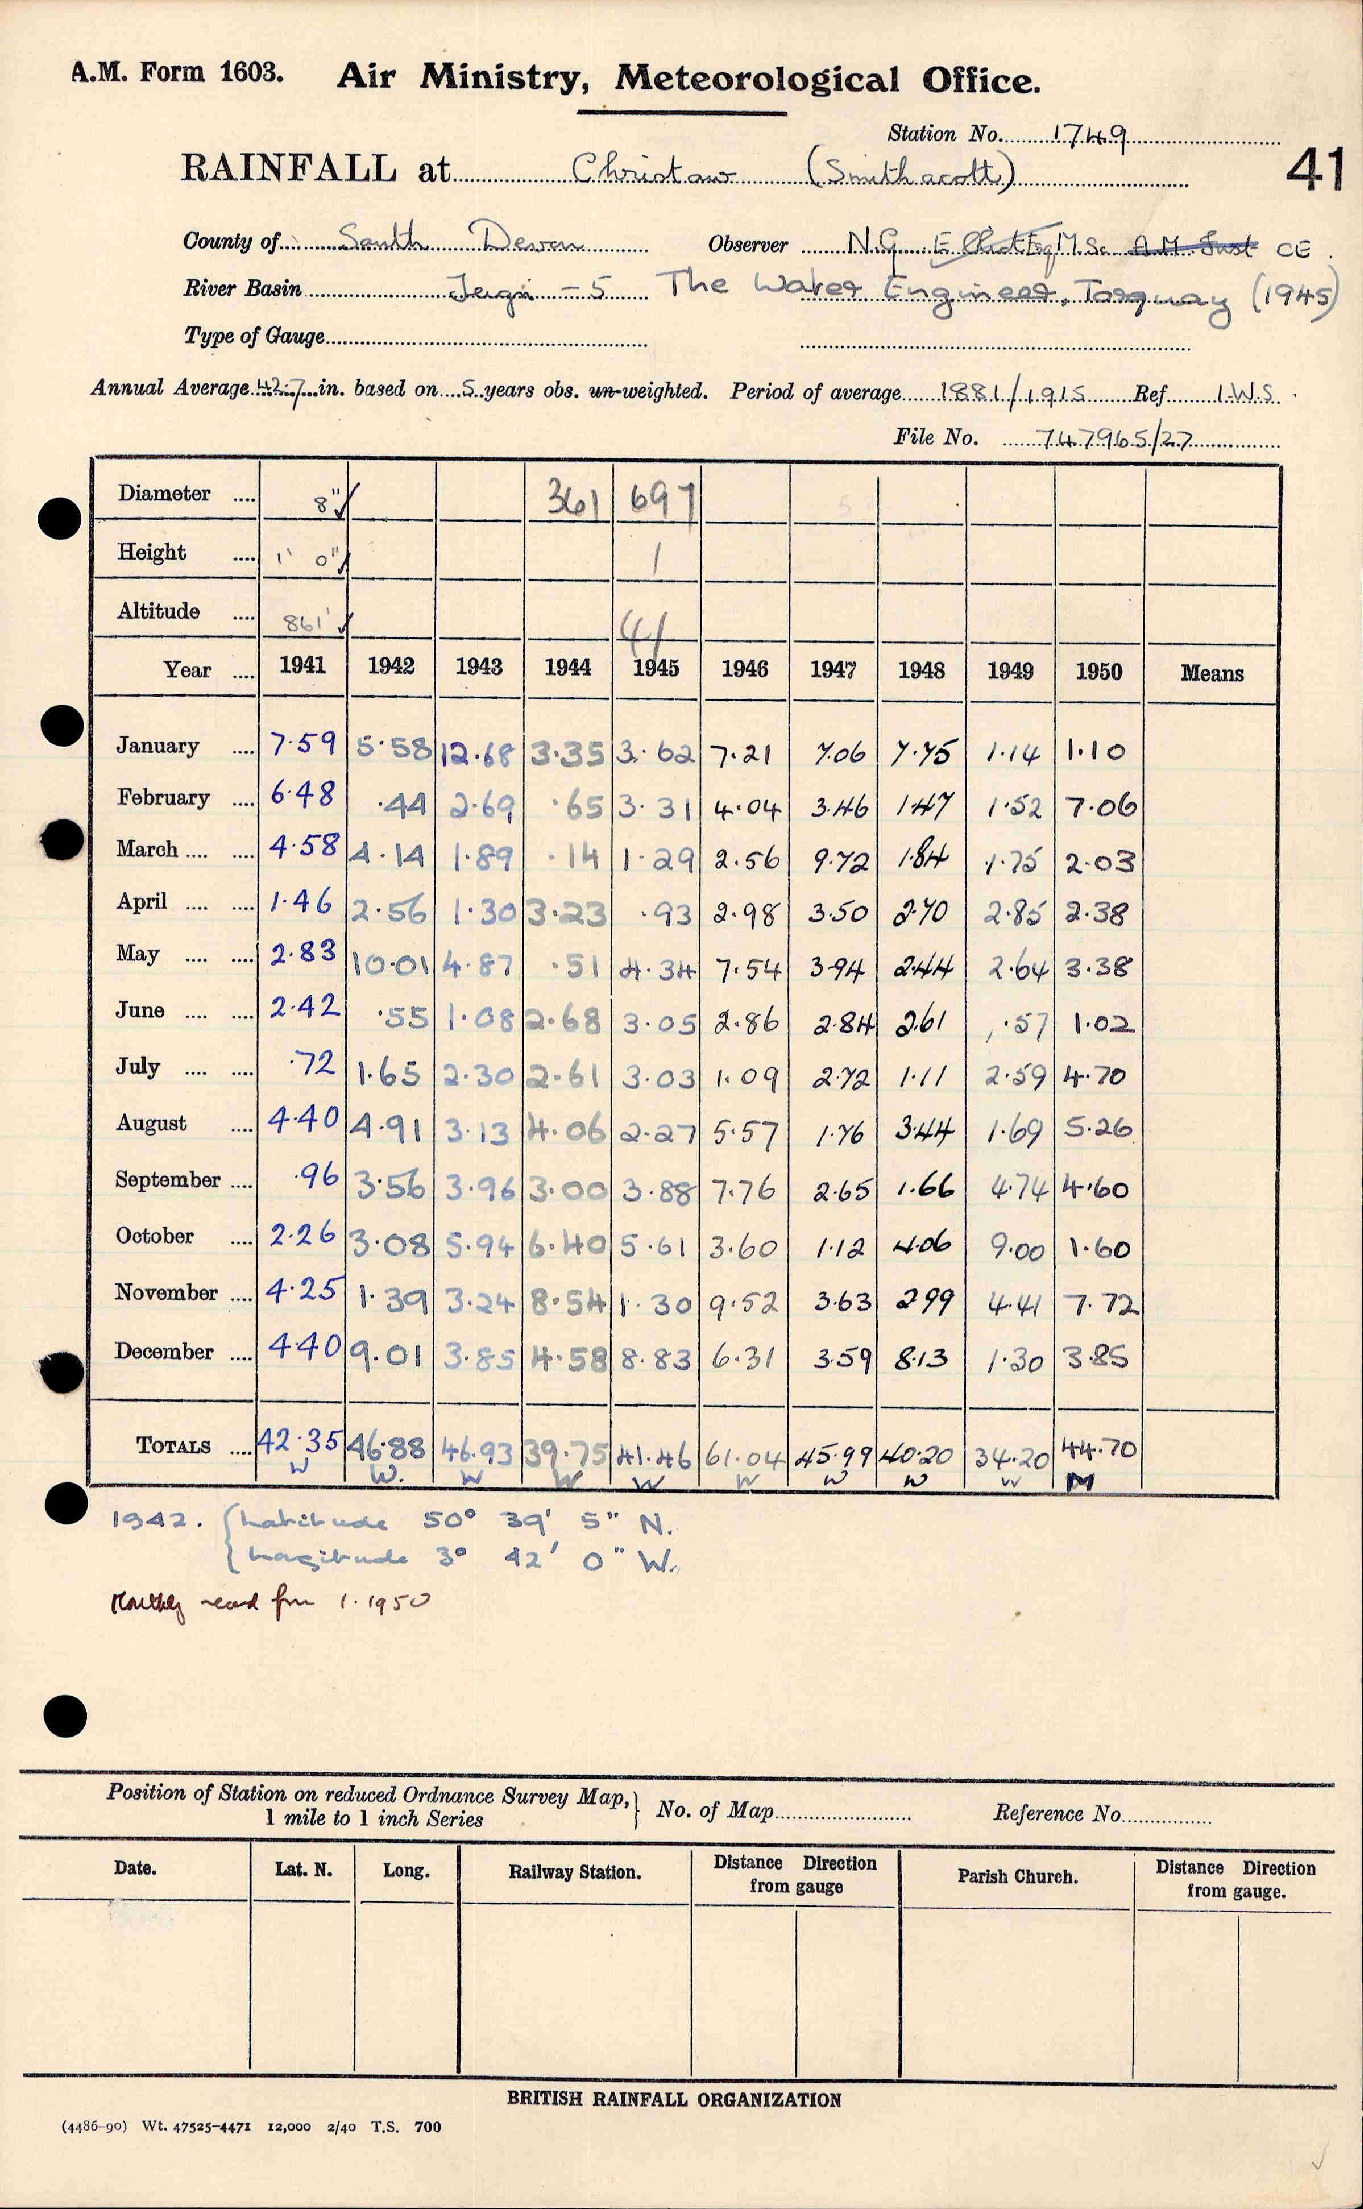 A.M. Form 1603. Air Ministry, Meteorological Office.
Station No. 1749
41
RAINFALL at Christow (Smithacott)
County of South Devon Observer N.G. Elliot Esq M.Sc. A.M. Inst CE.
River Basin Teign - 5 The Water Engineer, Torquay (1945)
Type of Gauge
Annual Average 42.7 in. based on 5 years obs. un-weighted. Period of average 1881/1915 Ref I.W.S.
File No. 747965/27
Diameter .... 8" 361 697
Height .... 1' 0" 1
Altitude .... 861' 41
Year .... 1941 1942 1943 1944 1945 1946 1947 1948 1949 1950 Means
January .... 7.59 5.58 12.68 3.35 3.62 7.21 7.06 7.75 1.14 1.10
February .... 6.48 .44 2.69 .65 3.31 4.04 3.46 1.47 1.52 7.06
March .... .... 4.58 4.14 1.89 .14 1.29 2.56 9.72 1.84 1.75 2.03
April .... .... 1.46 2.56 1.30 3.23 .93 2.98 3.50 2.70 2.85 2.38
May .... .... 2.83 10.01 4.87 .51 4.34 7.54 3.94 2.44 2.64 3.38
June .... .... 2.42 .55 1.08 2.68 3.05 2.86 2.84 2.61 .57 1.02
July .... .... .72 1.65 2.30 2.61 3.03 1.09 2.72 1.11 2.59 4.70
August .... 4.40 4.91 3.13 4.06 2.27 5.57 1.76 3.44 1.69 5.26
September .... .96 3.56 3.96 3.00 3.88 7.76 2.65 1.66 4.74 4.60
October .... 2.26 3.08 5.94 6.40 5.61 3.60 1.12 4.06 9.00 1.60
November .... 4.25 1.39 3.24 8.54 1.30 9.52 3.63 2.99 4.41 7.72
December .... 4.40 9.01 3.85 4.58 8.83 6.31 3.59 8.13 1.30 3.85
TOTALS .... 42.35 46.88 46.93 39.75 41.46 61.04 45.99 40.20 34.20 44.70
W W. W W W W W W W M
1942. { Latitude 50° 39' 5" N.
{ Longitude 3° 42' 0" W.
Monthly read from 1.1950
Position of Station on reduced Ordnance Survey Map, } No. of Map Reference No.
1 mile to 1 inch Series
Date. Lat. N. Long. Railway Station. Distance Direction from gauge Parish Church. Distance Direction from gauge.
BRITISH RAINFALL ORGANIZATION
(4486-90) Wt. 47525-4471 12,000 2/40 T.S. 700